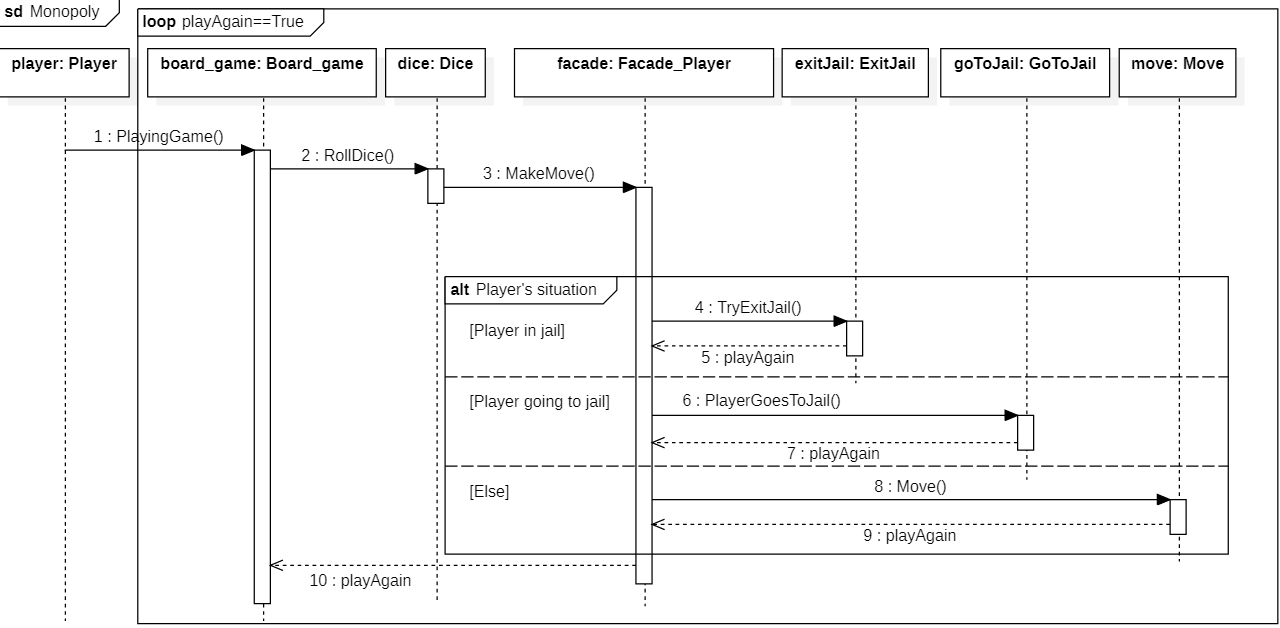 sd Monopoly
loop playAgain==True
player: Player
board_game: Board_game
dice: Dice
facade: Facade_Player
exitJail: ExitJail
goToJail: GoToJail
move: Move
1 : PlayingGame()
2 : RollDice()
3 : MakeMove()
alt Player's situation
4 : TryExitJail()
[Player in jail]
5 : playAgain
[Player going to jail]
6 : PlayerGoesToJail()
7 : playAgain
[Else]
8 : Move()
9 : playAgain
10 : playAgain